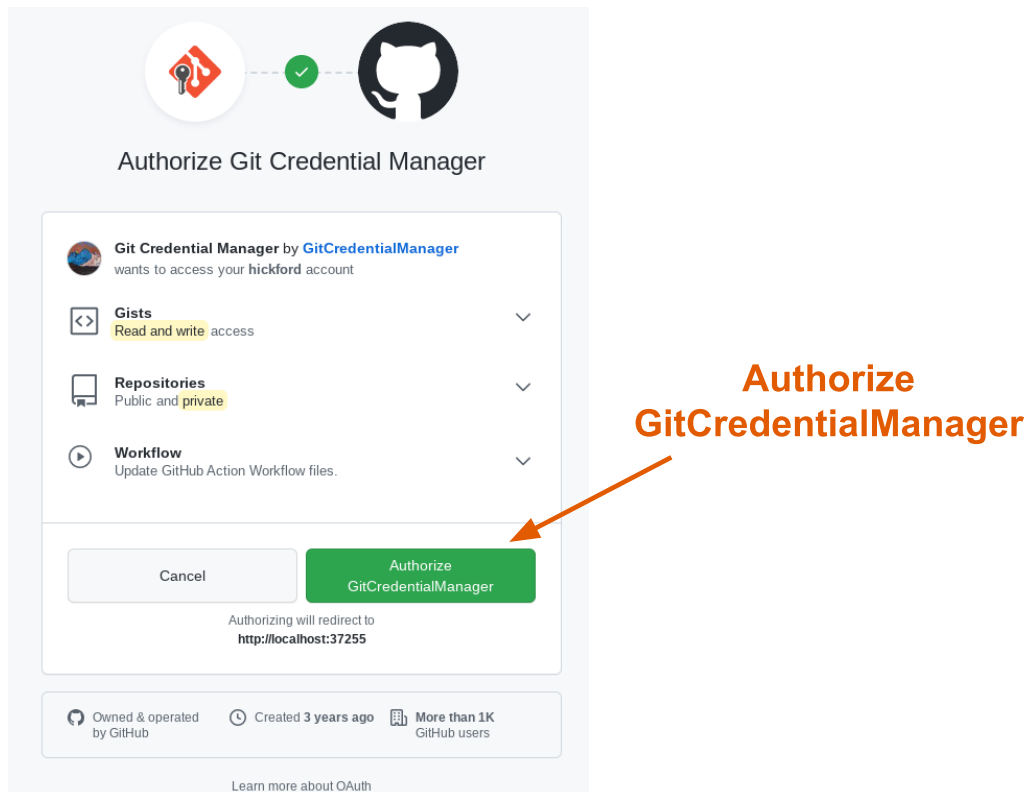 Authorize Git Credential Manager
Git Credential Manager by GitCredentialManager
wants to access your hickford account
Gists
Read and write access
Repositories
Public and private
Workflow
Update GitHub Action Workflow files.
Cancel
Authorize
GitCredentialManager
Authorizing will redirect to
http://localhost:37255
Owned & operated
by GitHub
Created 3 years ago
More than 1K
GitHub users
Learn more about OAuth
Authorize
GitCredentialManager